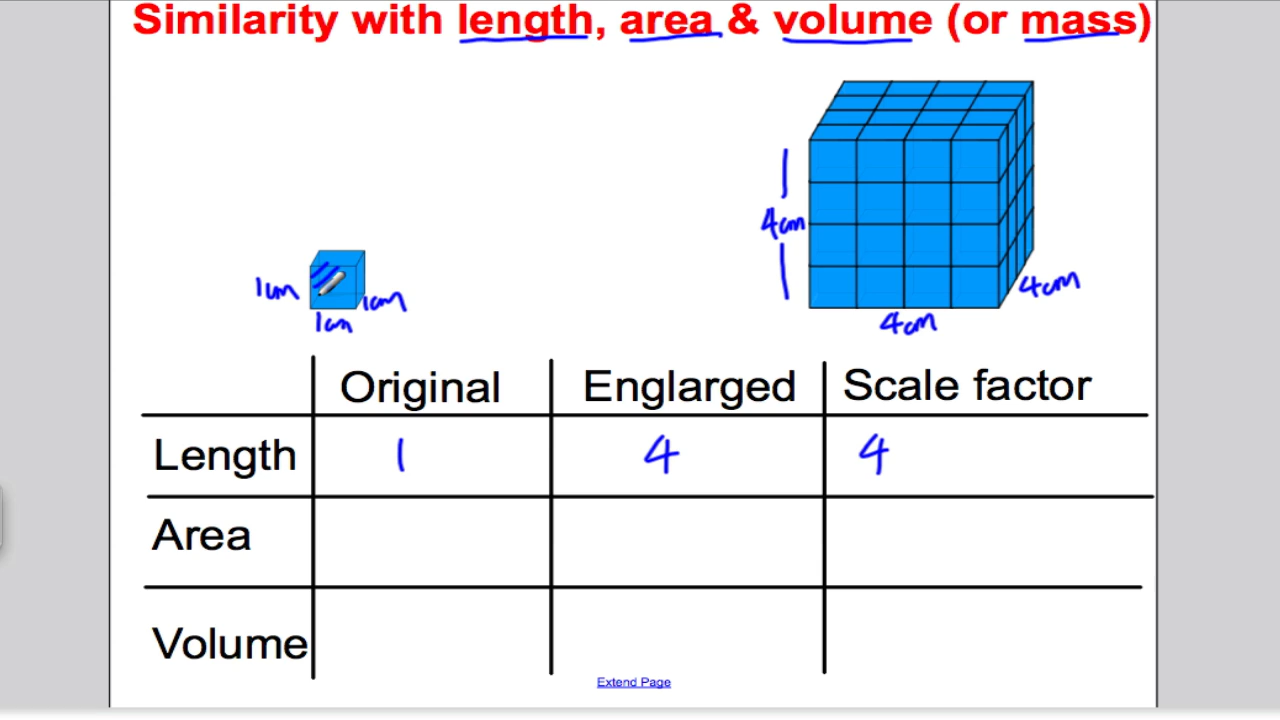 Similarity with length, area & volume (or mass)
4cm
4cm
4cm
1cm
1cm
1cm
Original Englarged Scale factor
Length 1 4 4
Area
Volume
Extend Page